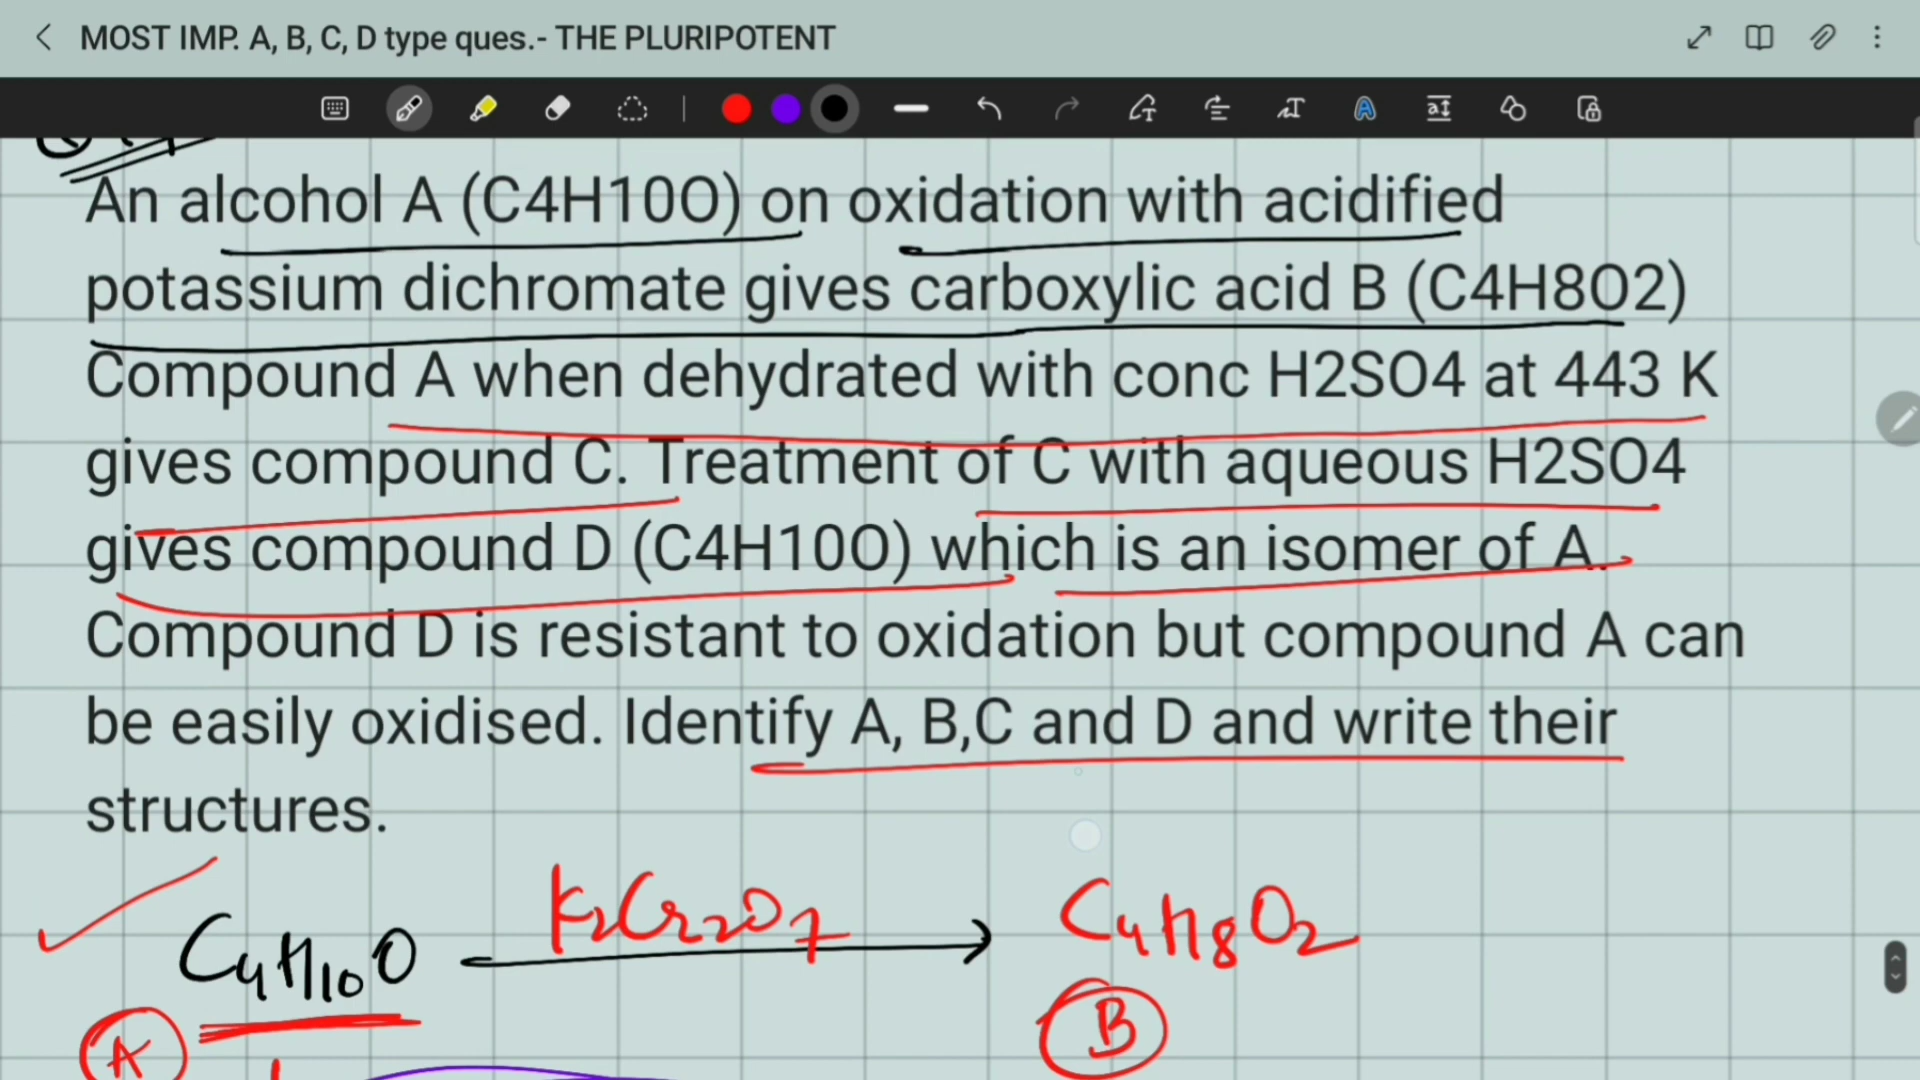 MOST IMP. A, B, C, D type ques.- THE PLURIPOTENT
An alcohol A (C4H10O) on oxidation with acidified
potassium dichromate gives carboxylic acid B (C4H8O2)
Compound A when dehydrated with conc H2SO4 at 443 K
gives compound C. Treatment of C with aqueous H2SO4
gives compound D (C4H10O) which is an isomer of A.
Compound D is resistant to oxidation but compound A can
be easily oxidised. Identify A, B,C and D and write their
structures.
C4H10O K2Cr2O7 C4H8O2
A B